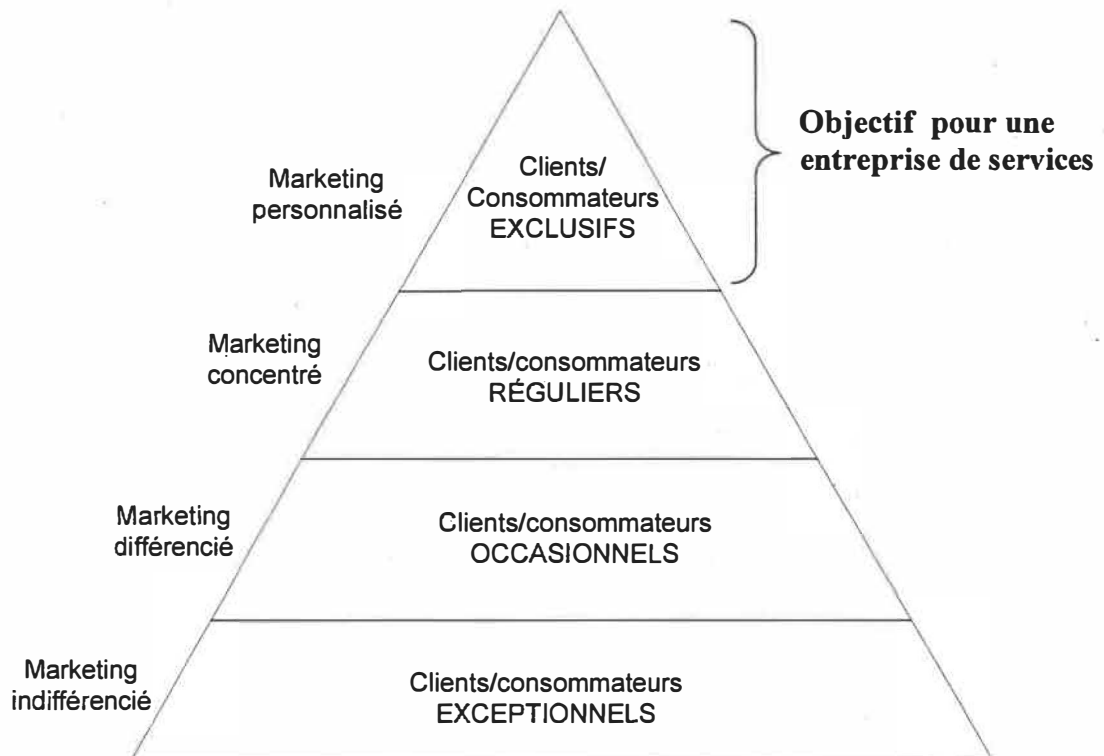 Objectif pour une
entreprise de services
Marketing
personnalisé
Clients/
Consommateurs
EXCLUSIFS
Marketing
concentré
Clients/consommateurs
RÉGULIERS
Marketing
différencié
Clients/consommateurs
OCCASIONNELS
Marketing
indifférencié
Clients/consommateurs
EXCEPTIONNELS